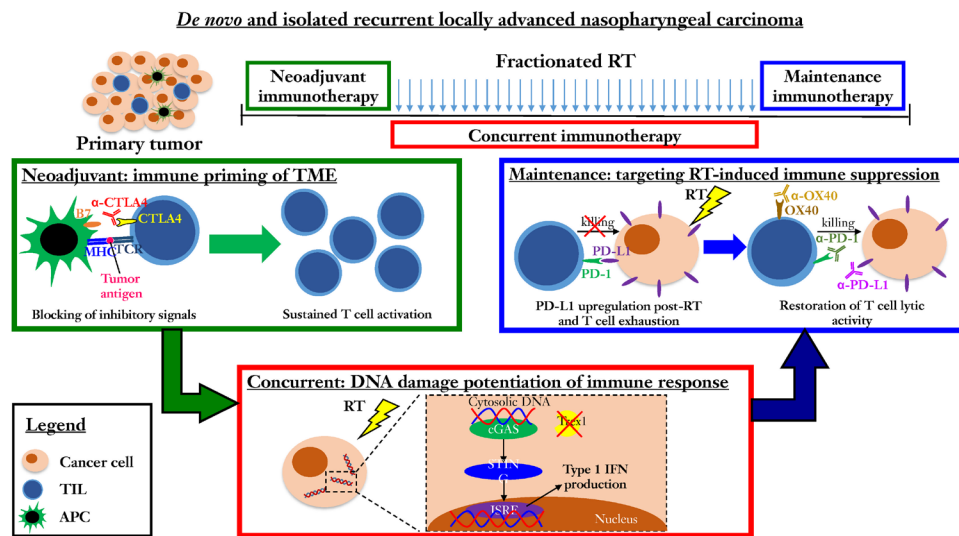 De novo and isolated recurrent locally advanced nasopharyngeal carcinoma
Primary tumor
Neoadjuvant
immunotherapy
Fractionated RT
Maintenance
immunotherapy
Concurrent immunotherapy
Neoadjuvant: immune priming of TME
B7
α-CTLA4
CTLA4
MHC
TCR
Tumor
antigen
Blocking of inhibitory signals
Sustained T cell activation
Maintenance: targeting RT-induced immune suppression
RT
killing
PD-L1
PD-1
PD-L1 upregulation post-RT
and T cell exhaustion
α-OX40
OX40
killing
α-PD-1
α-PD-L1
Restoration of T cell lytic
activity
Concurrent: DNA damage potentiation of immune response
RT
Cytosolic DNA
cGAS
Trex1
STIN
G
ISRE
Type 1 IFN
production
Nucleus
Legend
Cancer cell
TIL
APC